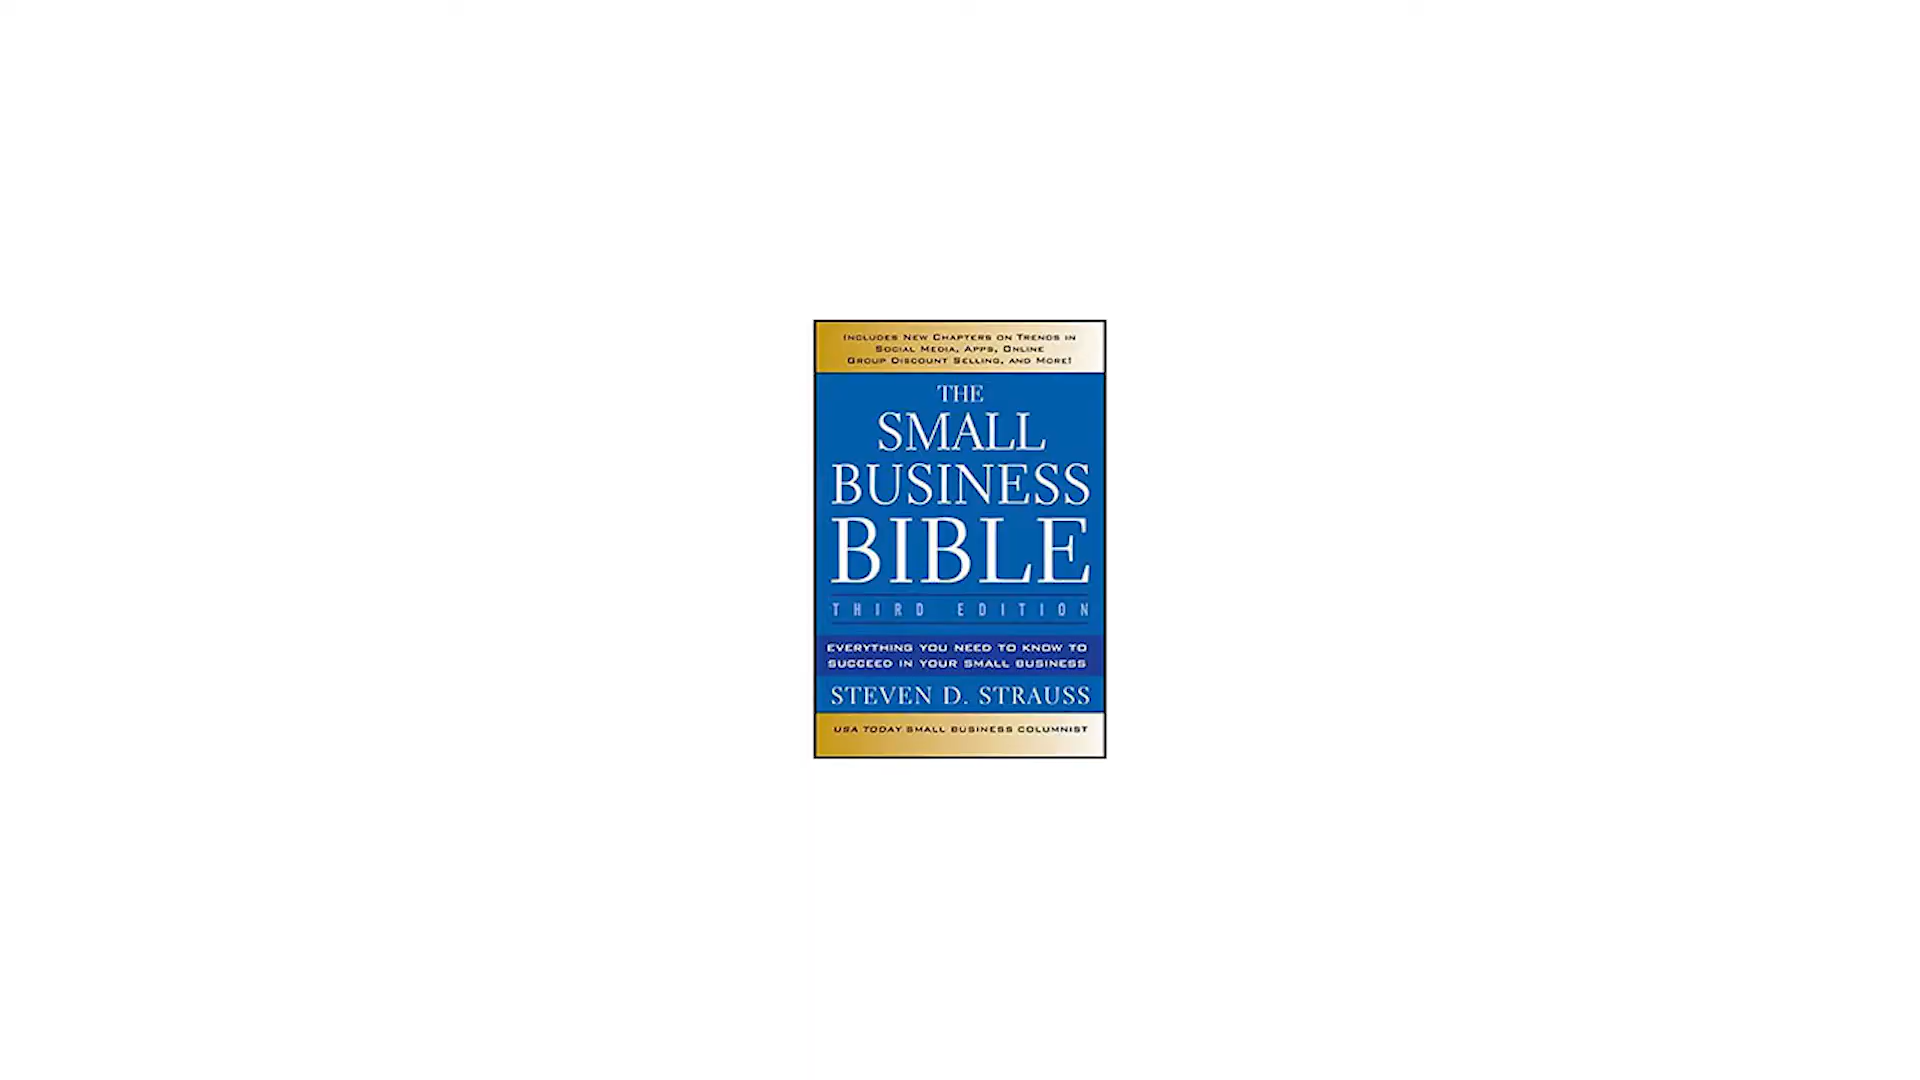 Includes New Chapters on Trends in
Social Media, Apps, Online
Group Discount Selling, and More!
THE
SMALL
BUSINESS
BIBLE
THIRD EDITION
EVERYTHING YOU NEED TO KNOW TO
SUCCEED IN YOUR SMALL BUSINESS
STEVEN D. STRAUSS
USA TODAY SMALL BUSINESS COLUMNIST